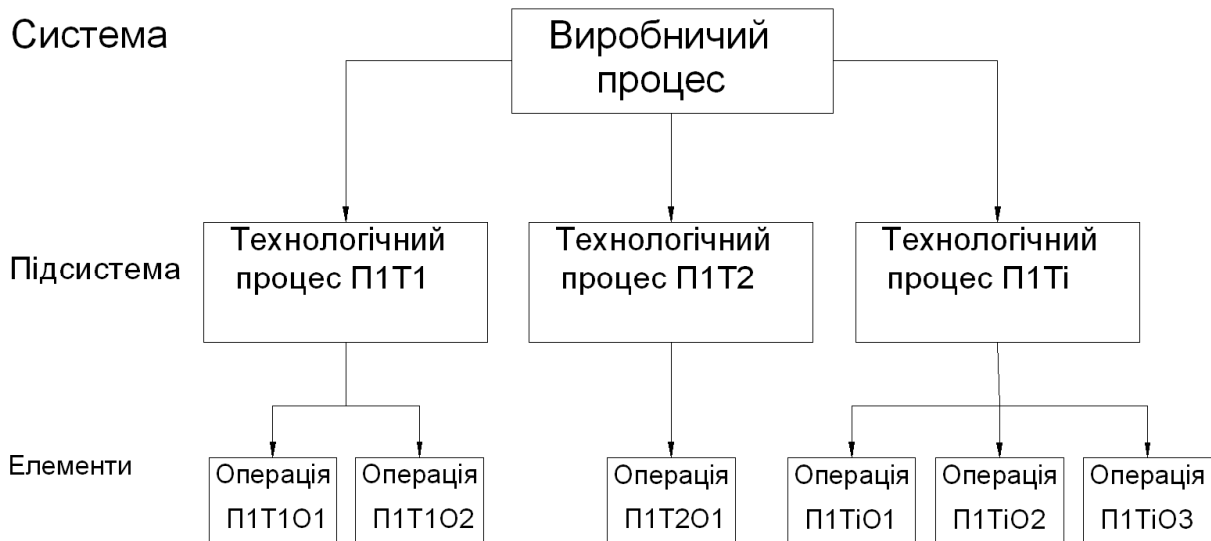 Система
Виробничий
процес
Підсистема
Технологічний
процес П1Т1
Технологічний
процес П1Т2
Технологічний
процес П1Ті
Елементи
Операція
П1Т1О1
Операція
П1Т1О2
Операція
П1Т2О1
Операція
П1ТіО1
Операція
П1ТіО2
Операція
П1ТіО3